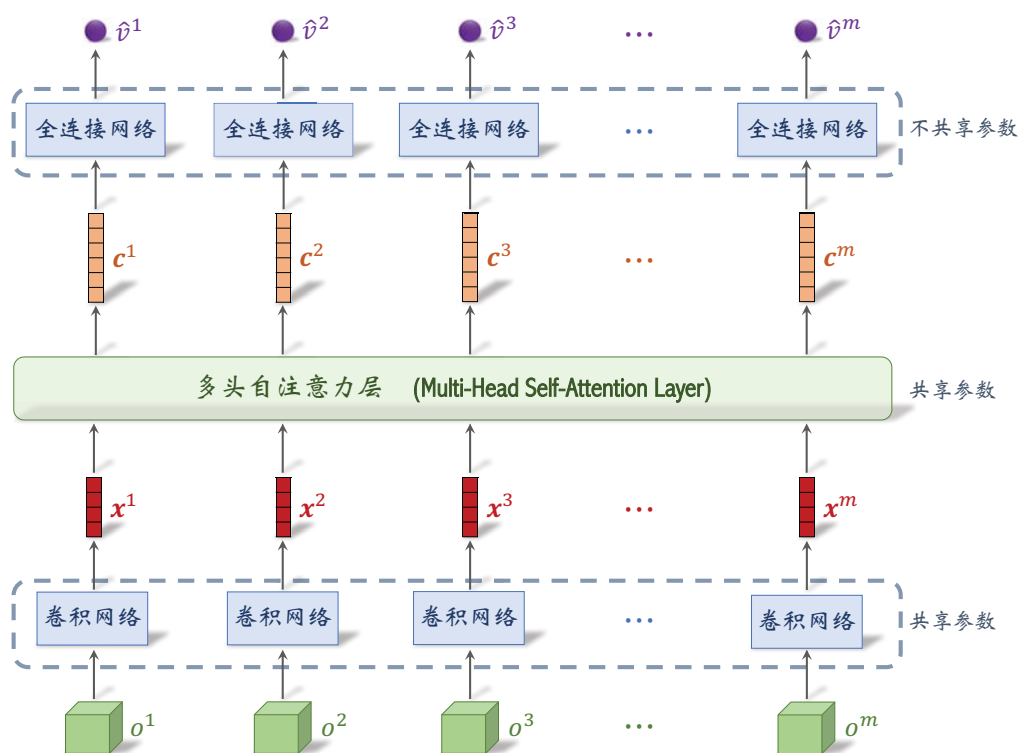 v̂¹ v̂² v̂³ ... v̂ᵐ
全连接网络 全连接网络 全连接网络 ... 全连接网络 不共享参数
c¹ c² c³ ... cᵐ
多头自注意力层 (Multi-Head Self-Attention Layer) 共享参数
x¹ x² x³ ... xᵐ
卷积网络 卷积网络 卷积网络 ... 卷积网络 共享参数
o¹ o² o³ ... oᵐ